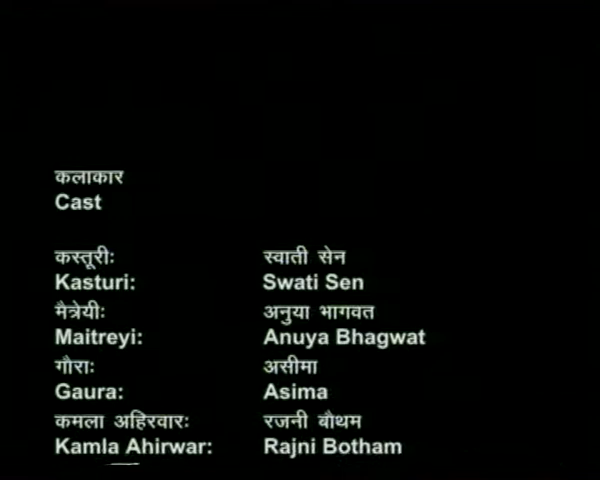 कलाकार
Cast
कस्तूरीः स्वाती सेन
Kasturi: Swati Sen
मैत्रेयीः अनुया भागवत
Maitreyi: Anuya Bhagwat
गौराः असीमा
Gaura: Asima
कमला अहिरवारः रजनी बौथम
Kamla Ahirwar: Rajni Botham